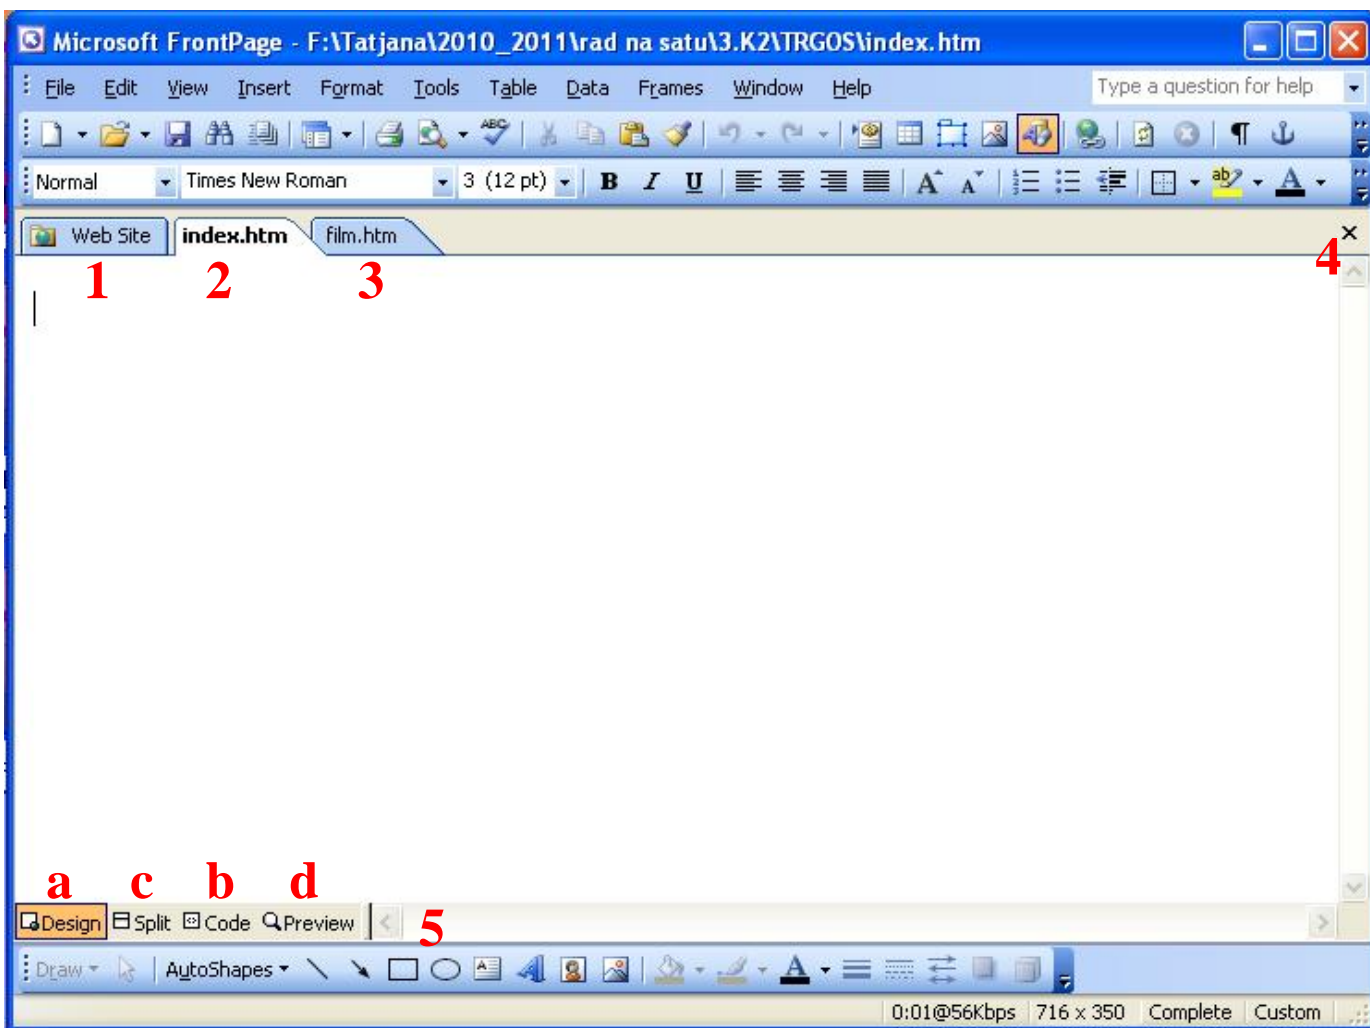 Microsoft FrontPage - F:\Tatjana\2010_2011\rad na satu\3.K2\TRGOS\index.htm
File Edit View Insert Format Tools Table Data Frames Window Help Type a question for help
ABC
Normal Times New Roman 3 (12 pt) B I U A A ab A
Web Site index.htm film.htm
1 2 3 4
a c b d
Design Split Code Preview 5
Draw AutoShapes A A A
0:01@56Kbps 716 x 350 Complete Custom